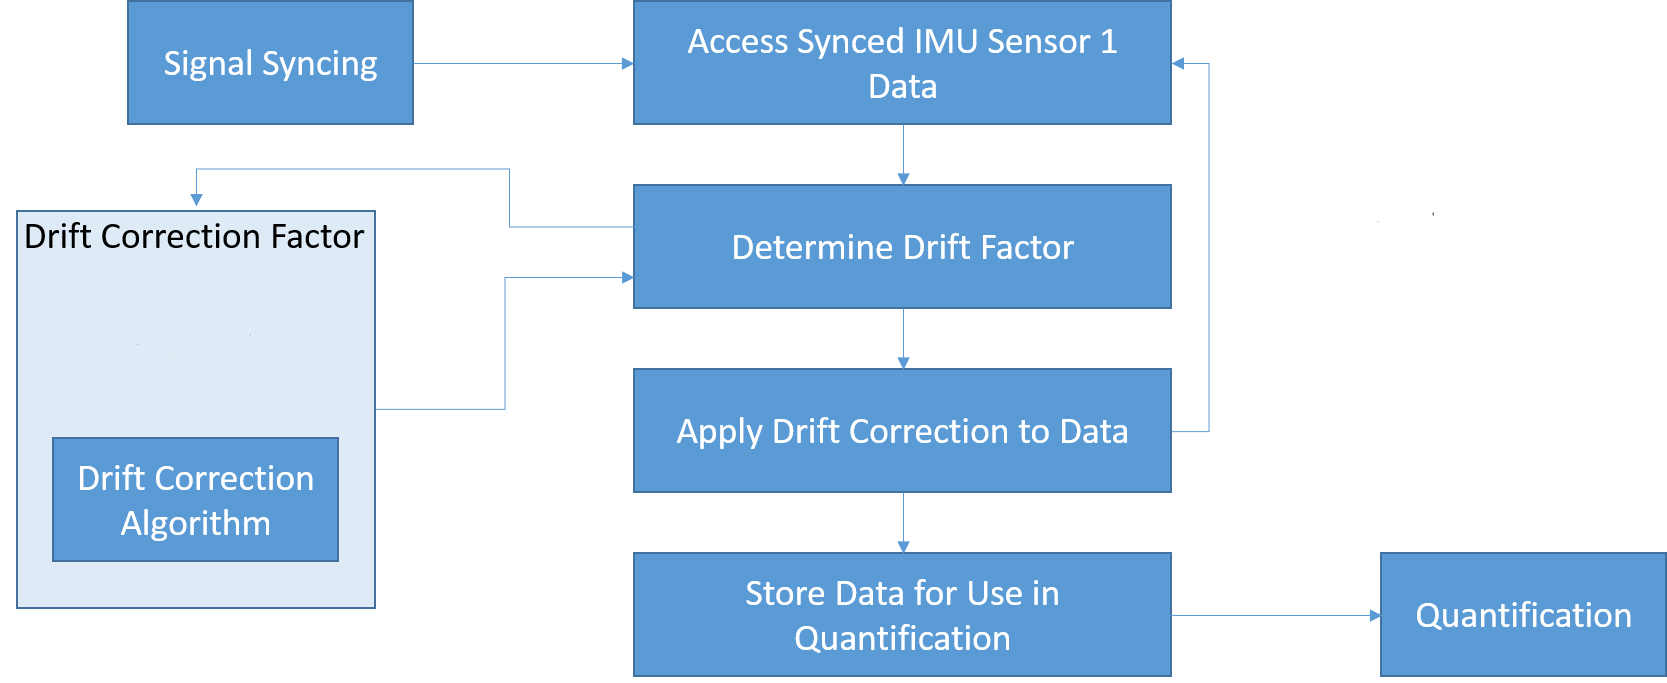 Signal Syncing
Access Synced IMU Sensor 1
Data
Drift Correction Factor
Determine Drift Factor
Apply Drift Correction to Data
Drift Correction
Algorithm
Store Data for Use in
Quantification
Quantification